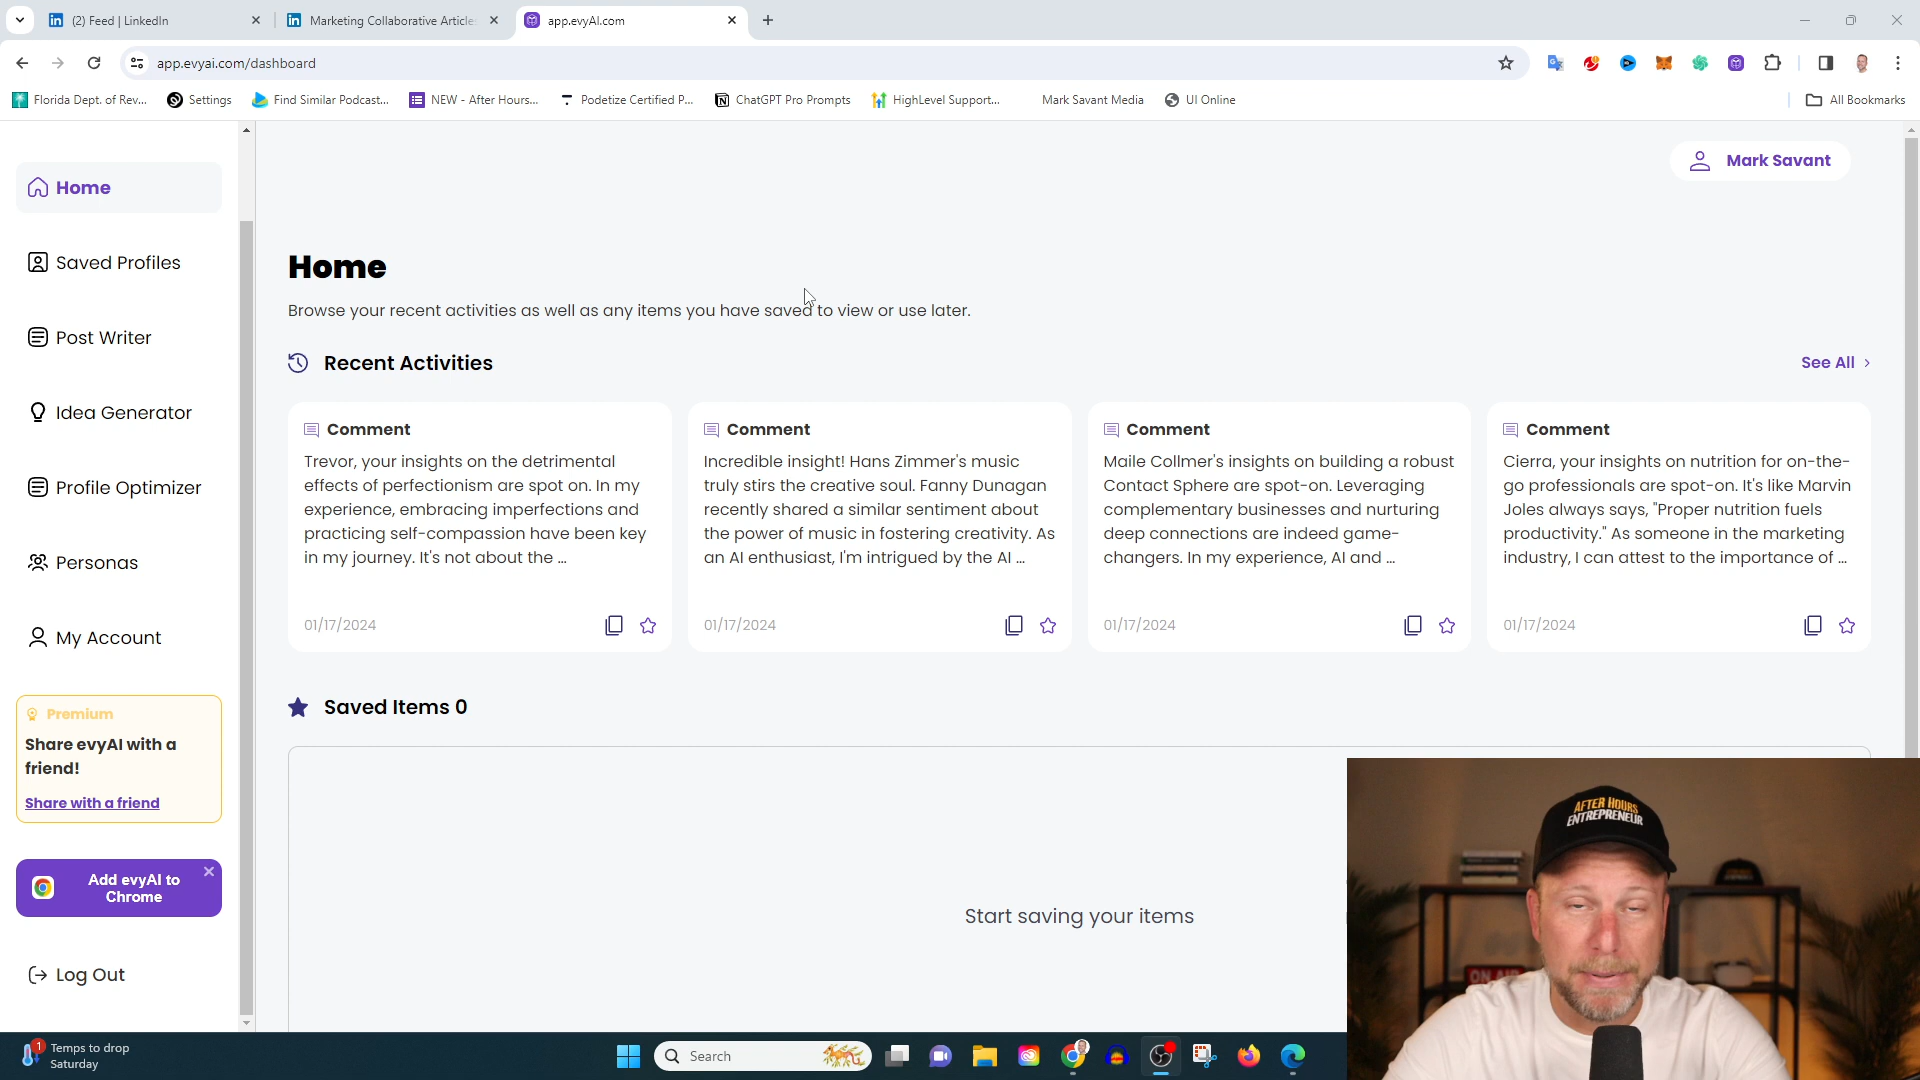 (2) Feed | LinkedIn
Marketing Collaborative Article
app.evyAI.com
app.evyai.com/dashboard
Florida Dept. of Rev...
Settings
Find Similar Podcast...
NEW - After Hours...
Podetize Certified P...
ChatGPT Pro Prompts
HighLevel Support...
Mark Savant Media
UI Online
All Bookmarks
Home
Saved Profiles
Post Writer
Idea Generator
Profile Optimizer
Personas
My Account
Premium
Share evyAI with a
friend!
Share with a friend
Add evyAI to
Chrome
Log Out
Mark Savant
Home
Browse your recent activities as well as any items you have saved to view or use later.
Recent Activities
See All
Comment
Trevor, your insights on the detrimental
effects of perfectionism are spot on. In my
experience, embracing imperfections and
practicing self-compassion have been key
in my journey. It's not about the ...
01/17/2024
Comment
Incredible insight! Hans Zimmer's music
truly stirs the creative soul. Fanny Dunagan
recently shared a similar sentiment about
the power of music in fostering creativity. As
an AI enthusiast, I'm intrigued by the AI ...
01/17/2024
Comment
Maile Collmer's insights on building a robust
Contact Sphere are spot-on. Leveraging
complementary businesses and nurturing
deep connections are indeed game-
changers. In my experience, AI and ...
01/17/2024
Comment
Cierra, your insights on nutrition for on-the-
go professionals are spot-on. It's like Marvin
Joles always says, "Proper nutrition fuels
productivity." As someone in the marketing
industry, I can attest to the importance of ...
01/17/2024
Saved Items 0
Start saving your items
AFTER HOURS
ENTREPRENEUR
ON AIR
1
Temps to drop
Saturday
Search